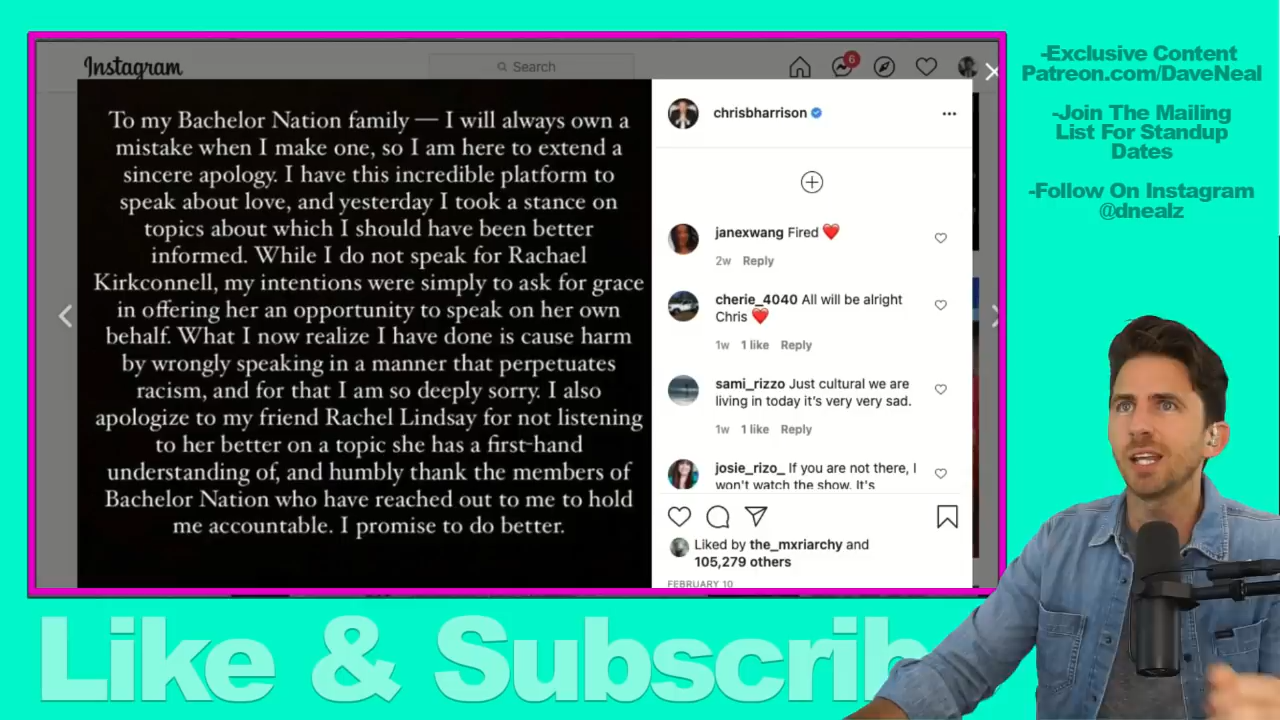 Instagram
Search
6
To my Bachelor Nation family — I will always own a
mistake when I make one, so I am here to extend a
sincere apology. I have this incredible platform to
speak about love, and yesterday I took a stance on
topics about which I should have been better
informed. While I do not speak for Rachael
Kirkconnell, my intentions were simply to ask for grace
in offering her an opportunity to speak on her own
behalf. What I now realize I have done is cause harm
by wrongly speaking in a manner that perpetuates
racism, and for that I am so deeply sorry. I also
apologize to my friend Rachel Lindsay for not listening
to her better on a topic she has a first-hand
understanding of, and humbly thank the members of
Bachelor Nation who have reached out to me to hold
me accountable. I promise to do better.
chrisbharrison
janexwang Fired ❤️
2w Reply
cherie_4040 All will be alright
Chris ❤️
1w 1 like Reply
sami_rizzo Just cultural we are
living in today it's very very sad.
1w 1 like Reply
josie_rizo_ If you are not there, I
won't watch the show. It's
Liked by the_mxriarchy and
105,279 others
FEBRUARY 10
-Exclusive Content
Patreon.com/DaveNeal
-Join The Mailing
List For Standup
Dates
-Follow On Instagram
@dnealz
Like & Subscrib